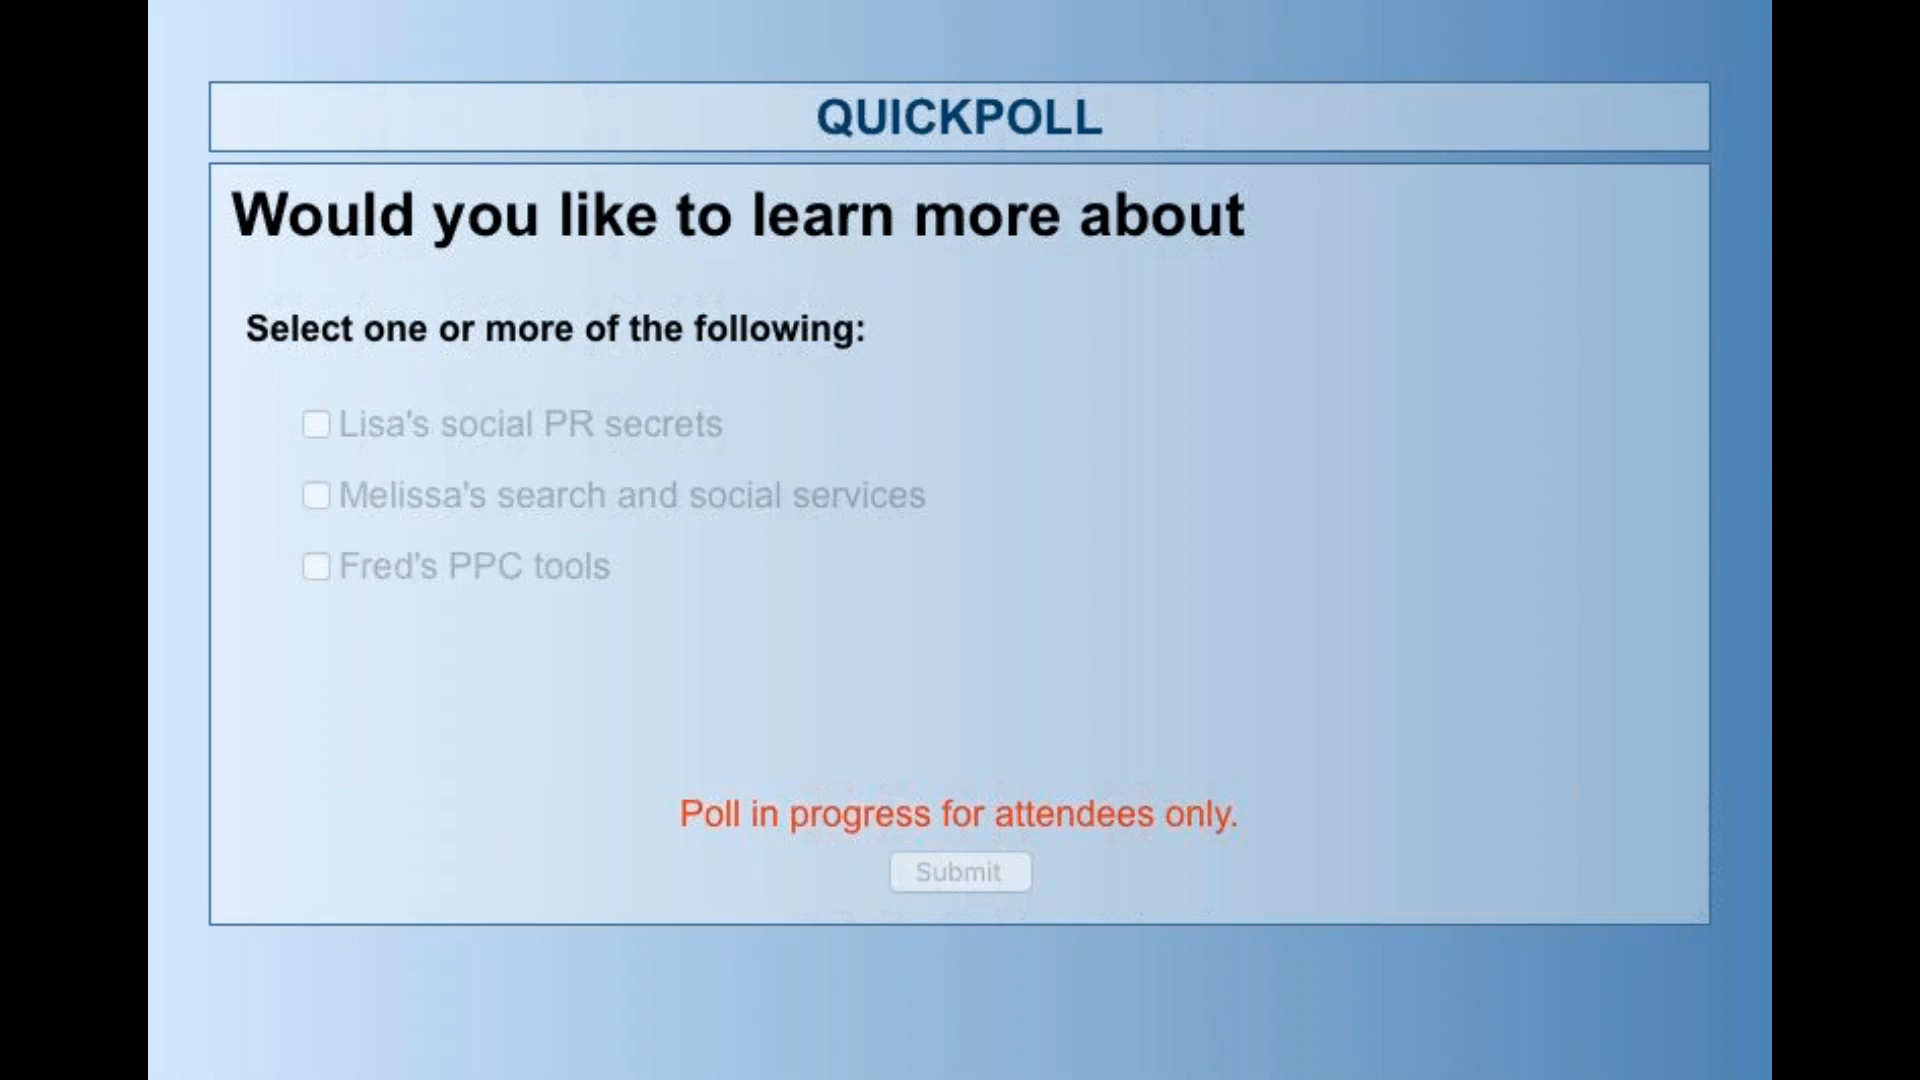 QUICKPOLL
Would you like to learn more about
Select one or more of the following:
Lisa's social PR secrets
Melissa's search and social services
Fred's PPC tools
Poll in progress for attendees only.
Submit